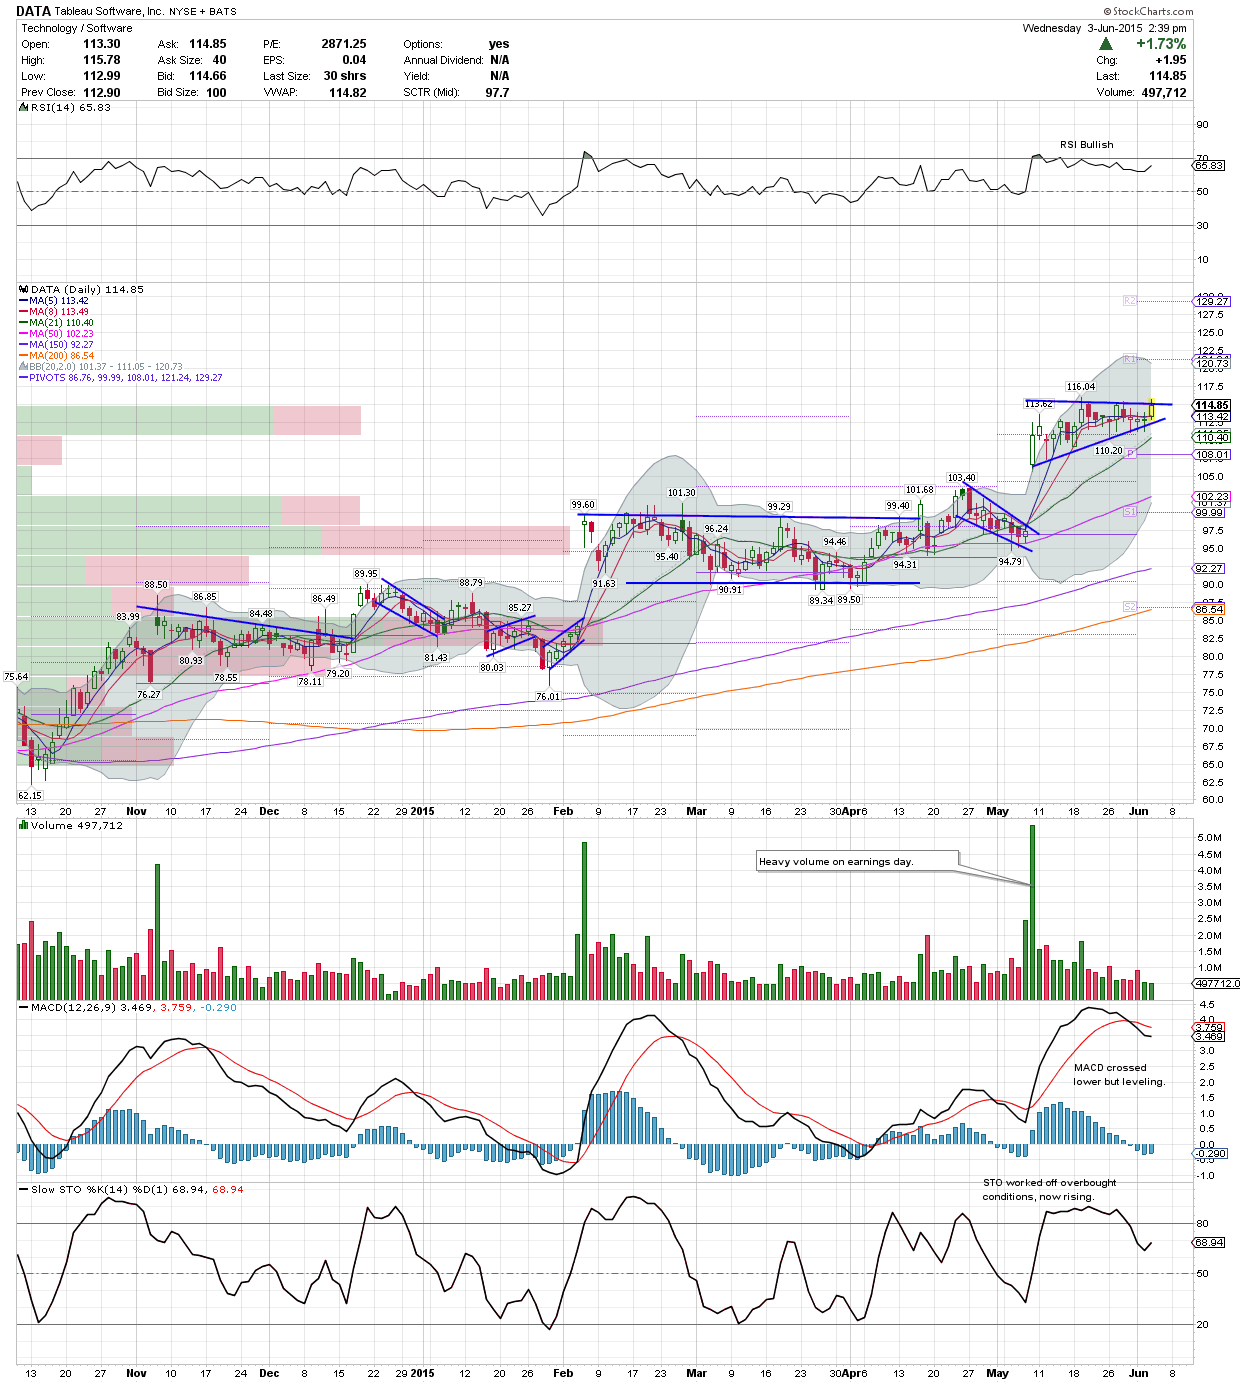 DATA Tableau Software, Inc. NYSE + BATS
© StockCharts.com
Technology / Software
Wednesday 3-Jun-2015 2:39 pm
Open: 113.30 Ask: 114.85 P/E: 2871.25 Options: yes
+1.73%
High: 115.78 Ask Size: 40 EPS: 0.04 Annual Dividend: N/A
Chg: +1.95
Low: 112.99 Bid: 114.66 Last Size: 30 shrs Yield: N/A
Last: 114.85
Prev Close: 112.90 Bid Size: 100 VWAP: 114.82 SCTR (Mid): 97.7
Volume: 497,712
RSI(14) 65.83
90
RSI Bullish
70
65.83
50
30
10
DATA (Daily) 114.85
MA(5) 113.42
MA(8) 113.49
MA(21) 110.40
MA(50) 102.23
MA(150) 92.27
MA(200) 86.54
BB(20,2.0) 101.37 - 111.05 - 120.73
PIVOTS 86.76, 99.99, 108.01, 121.24, 129.27
R2
129.27
127.5
125.0
122.5
R1
120.73
117.5
116.04
113.62
114.85
113.42
110.40
110.20
P
108.01
105.0
103.40
101.68
102.23
101.30
99.60
99.29
99.40
S1
99.99
97.5
96.24
95.40
94.46
94.31
94.79
95.0
92.27
91.63
90.91
89.34
89.50
90.0
89.95
88.50
88.79
86.85
86.49
85.27
84.48
83.99
S2
86.54
85.0
82.5
81.43
80.93
80.03
80.0
79.20
78.55
78.11
77.5
76.27
76.01
75.64
75.0
72.5
70.0
67.5
65.0
62.5
62.15
60.0
13 20 27 Nov 10 17 24 Dec 8 15 22 29 2015 12 20 26 Feb 9 17 23 Mar 9 16 23 30 Apr 13 20 27 May 11 18 26 Jun 8
Volume 497,712
5.0M
4.5M
Heavy volume on earnings day.
4.0M
3.5M
3.0M
2.5M
2.0M
1.5M
1.0M
497712.0
MACD(12,26,9) 3.469, 3.759, -0.290
4.5
4.0
3.759
3.469
3.0
MACD crossed
lower but leveling.
2.5
2.0
1.5
1.0
0.5
0.0
-0.290
-0.5
-1.0
Slow STO %K(14) %D(1) 68.94, 68.94
STO worked off overbought
conditions, now rising.
80
68.94
50
20
13 20 27 Nov 10 17 24 Dec 8 15 22 29 2015 12 20 26 Feb 9 17 23 Mar 9 16 23 30 Apr 13 20 27 May 11 18 26 Jun 8